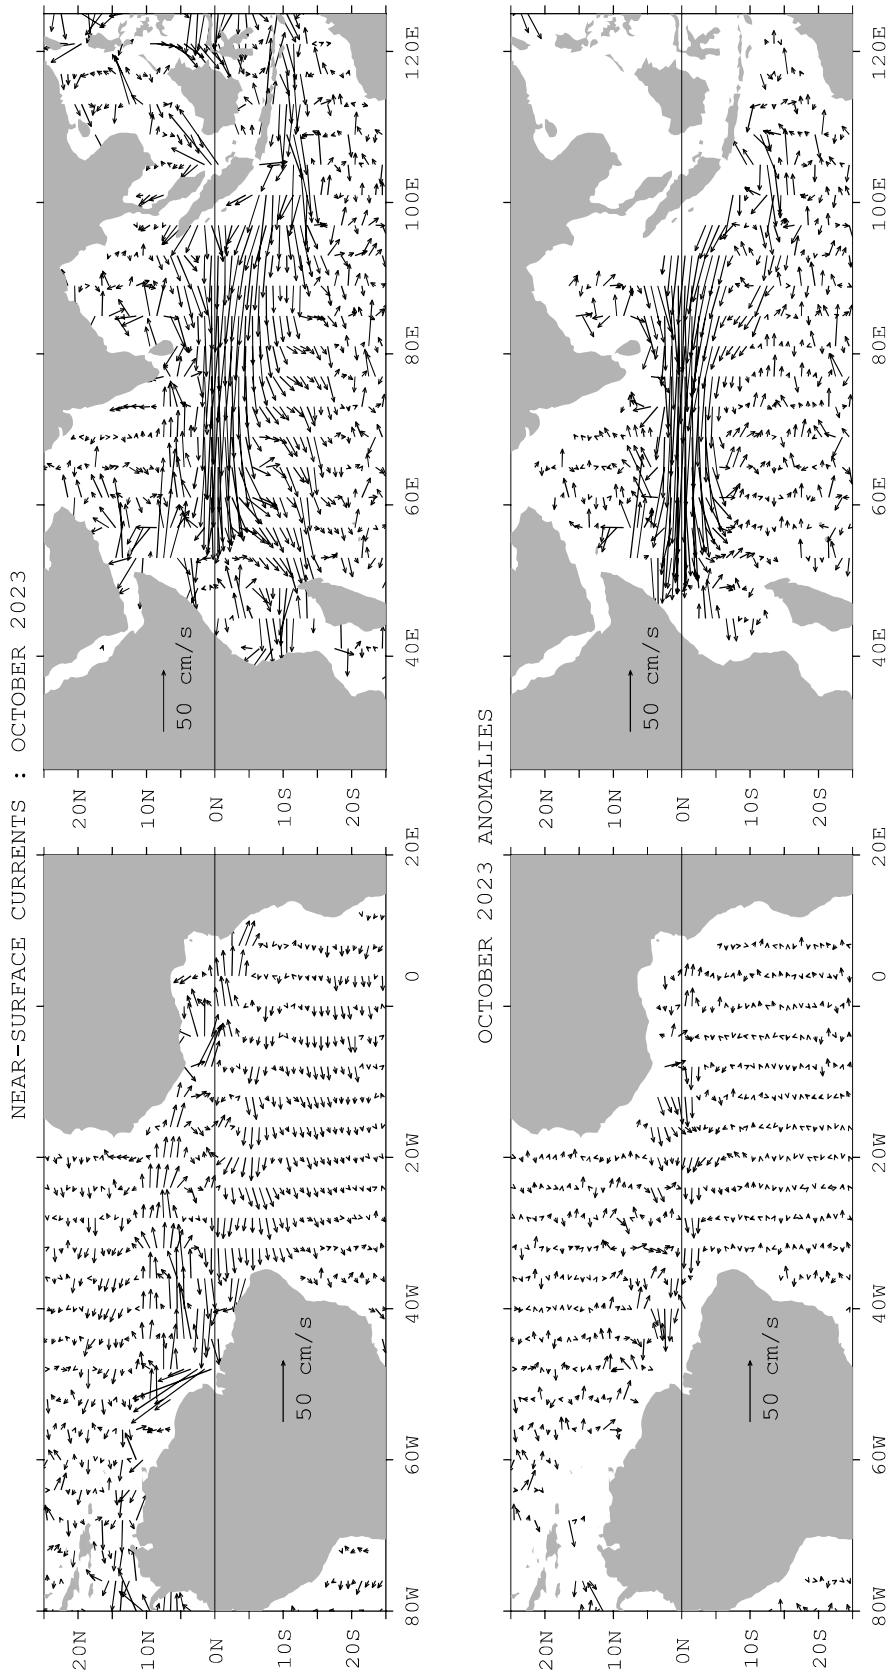 NEAR-SURFACE CURRENTS : OCTOBER 2023
20N
10N
0N
10S
20S
50 cm/s
80W 60W 40W 20W 0 20E
20N
10N
0N
10S
20S
50 cm/s
40E 60E 80E 100E 120E
OCTOBER 2023 ANOMALIES
20N
10N
0N
10S
20S
50 cm/s
80W 60W 40W 20W 0 20E
20N
10N
0N
10S
20S
50 cm/s
40E 60E 80E 100E 120E